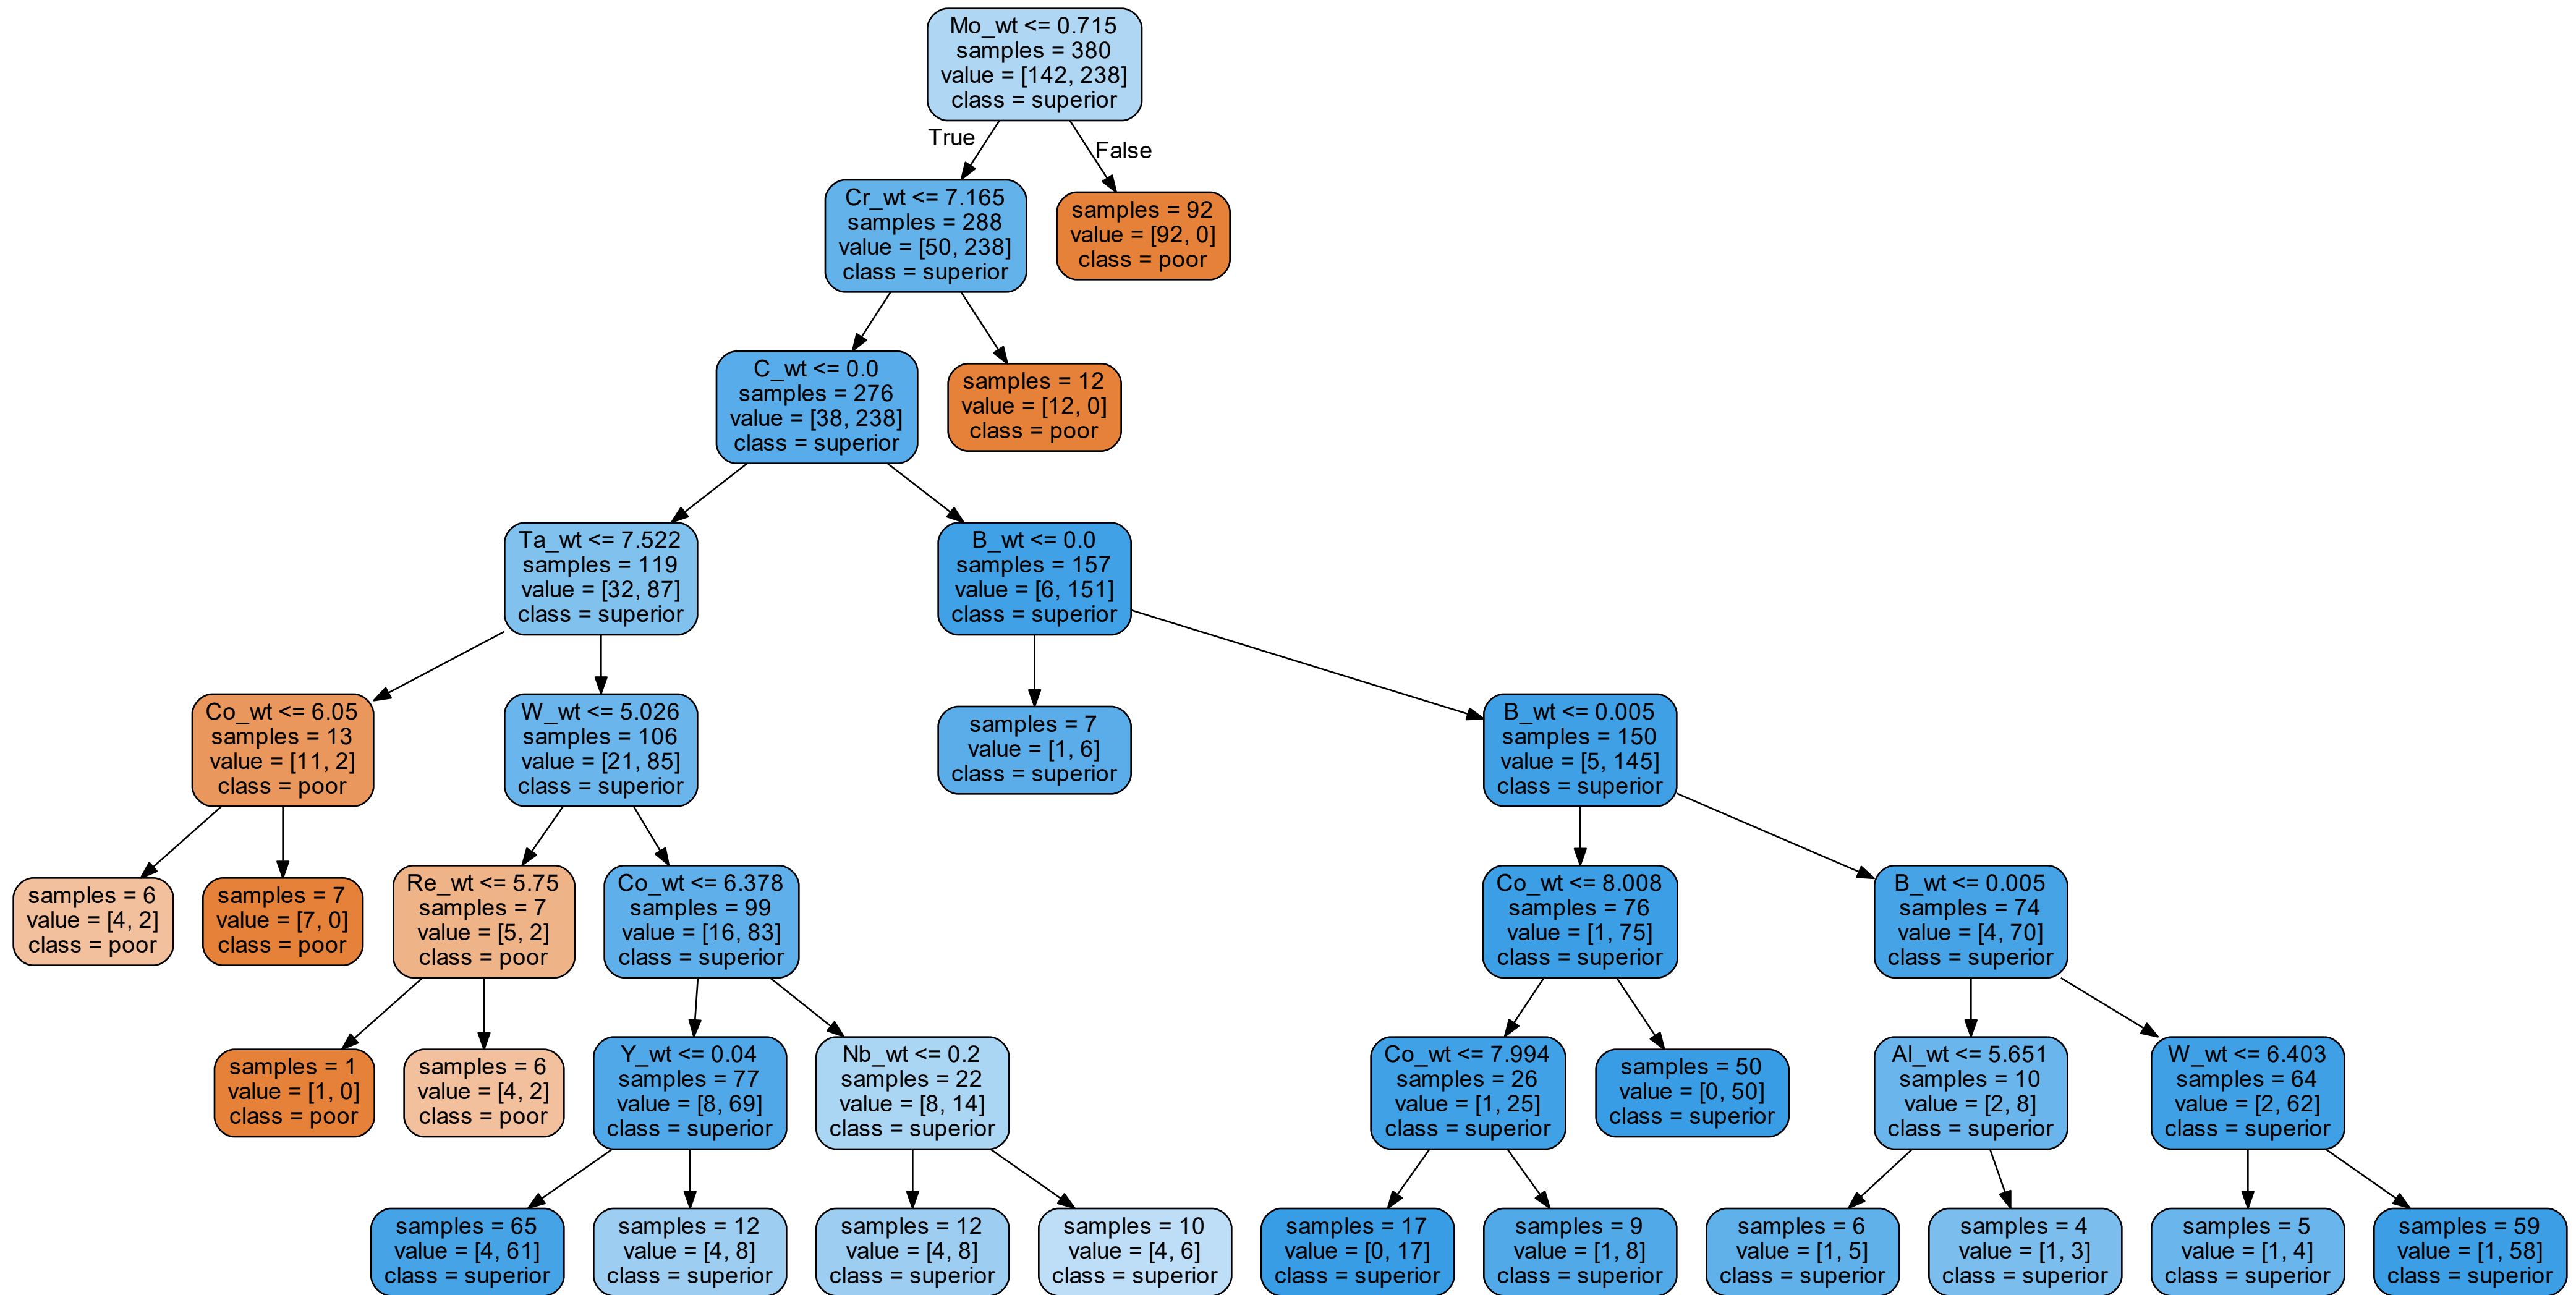 Mo_wt <= 0.715
samples = 380
value = [142, 238]
class = superior
True
False
Cr_wt <= 7.165
samples = 288
value = [50, 238]
class = superior
samples = 92
value = [92, 0]
class = poor
C_wt <= 0.0
samples = 276
value = [38, 238]
class = superior
samples = 12
value = [12, 0]
class = poor
Ta_wt <= 7.522
samples = 119
value = [32, 87]
class = superior
B_wt <= 0.0
samples = 157
value = [6, 151]
class = superior
Co_wt <= 6.05
samples = 13
value = [11, 2]
class = poor
W_wt <= 5.026
samples = 106
value = [21, 85]
class = superior
samples = 7
value = [1, 6]
class = superior
B_wt <= 0.005
samples = 150
value = [5, 145]
class = superior
samples = 6
value = [4, 2]
class = poor
samples = 7
value = [7, 0]
class = poor
Re_wt <= 5.75
samples = 7
value = [5, 2]
class = poor
Co_wt <= 6.378
samples = 99
value = [16, 83]
class = superior
Co_wt <= 8.008
samples = 76
value = [1, 75]
class = superior
B_wt <= 0.005
samples = 74
value = [4, 70]
class = superior
samples = 1
value = [1, 0]
class = poor
samples = 6
value = [4, 2]
class = poor
Y_wt <= 0.04
samples = 77
value = [8, 69]
class = superior
Nb_wt <= 0.2
samples = 22
value = [8, 14]
class = superior
Co_wt <= 7.994
samples = 26
value = [1, 25]
class = superior
samples = 50
value = [0, 50]
class = superior
Al_wt <= 5.651
samples = 10
value = [2, 8]
class = superior
W_wt <= 6.403
samples = 64
value = [2, 62]
class = superior
samples = 65
value = [4, 61]
class = superior
samples = 12
value = [4, 8]
class = superior
samples = 12
value = [4, 8]
class = superior
samples = 10
value = [4, 6]
class = superior
samples = 17
value = [0, 17]
class = superior
samples = 9
value = [1, 8]
class = superior
samples = 6
value = [1, 5]
class = superior
samples = 4
value = [1, 3]
class = superior
samples = 5
value = [1, 4]
class = superior
samples = 59
value = [1, 58]
class = superior